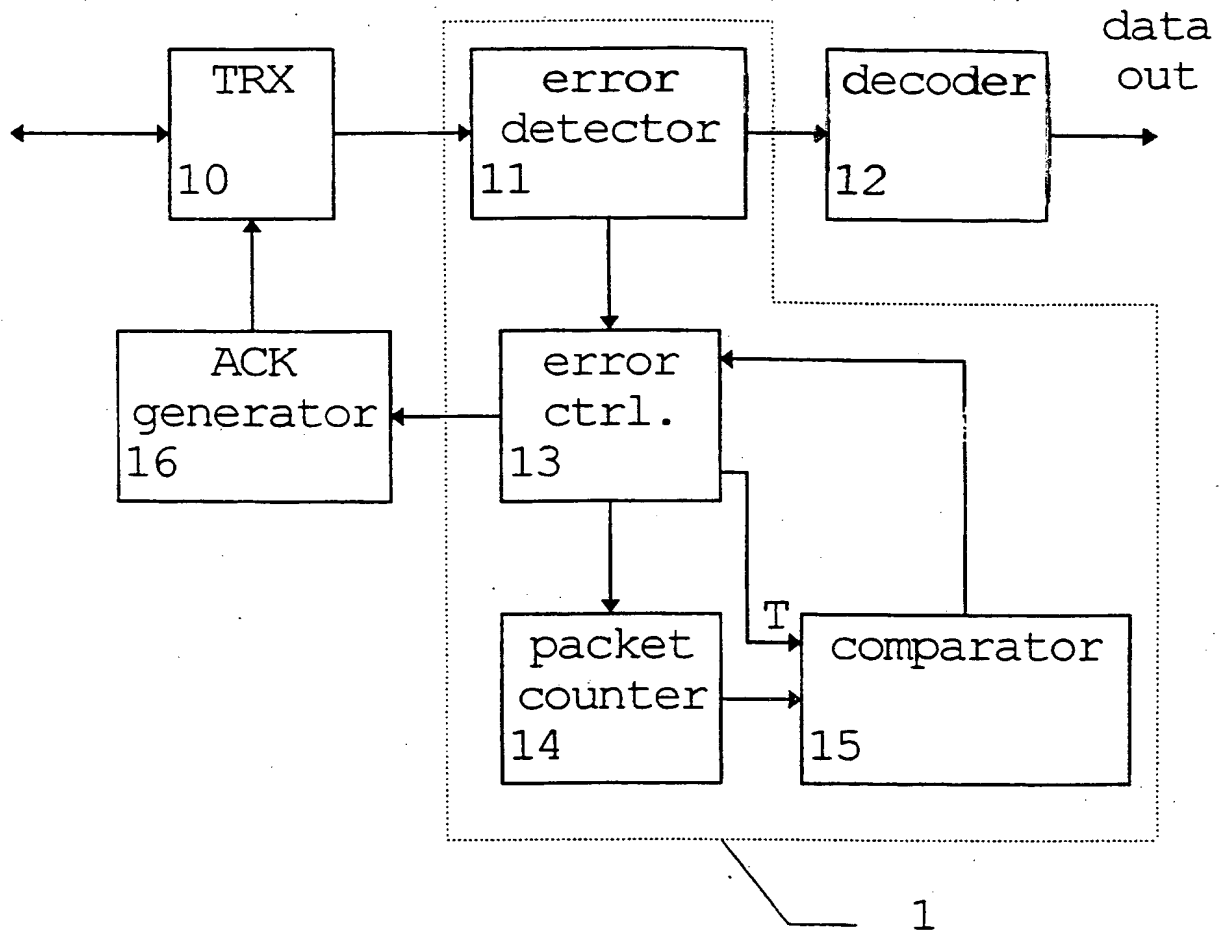 data
out
TRX
10
error
detector
11
decoder
12
ACK
generator
16
error
ctrl.
13
T
packet
counter
14
comparator
15
1